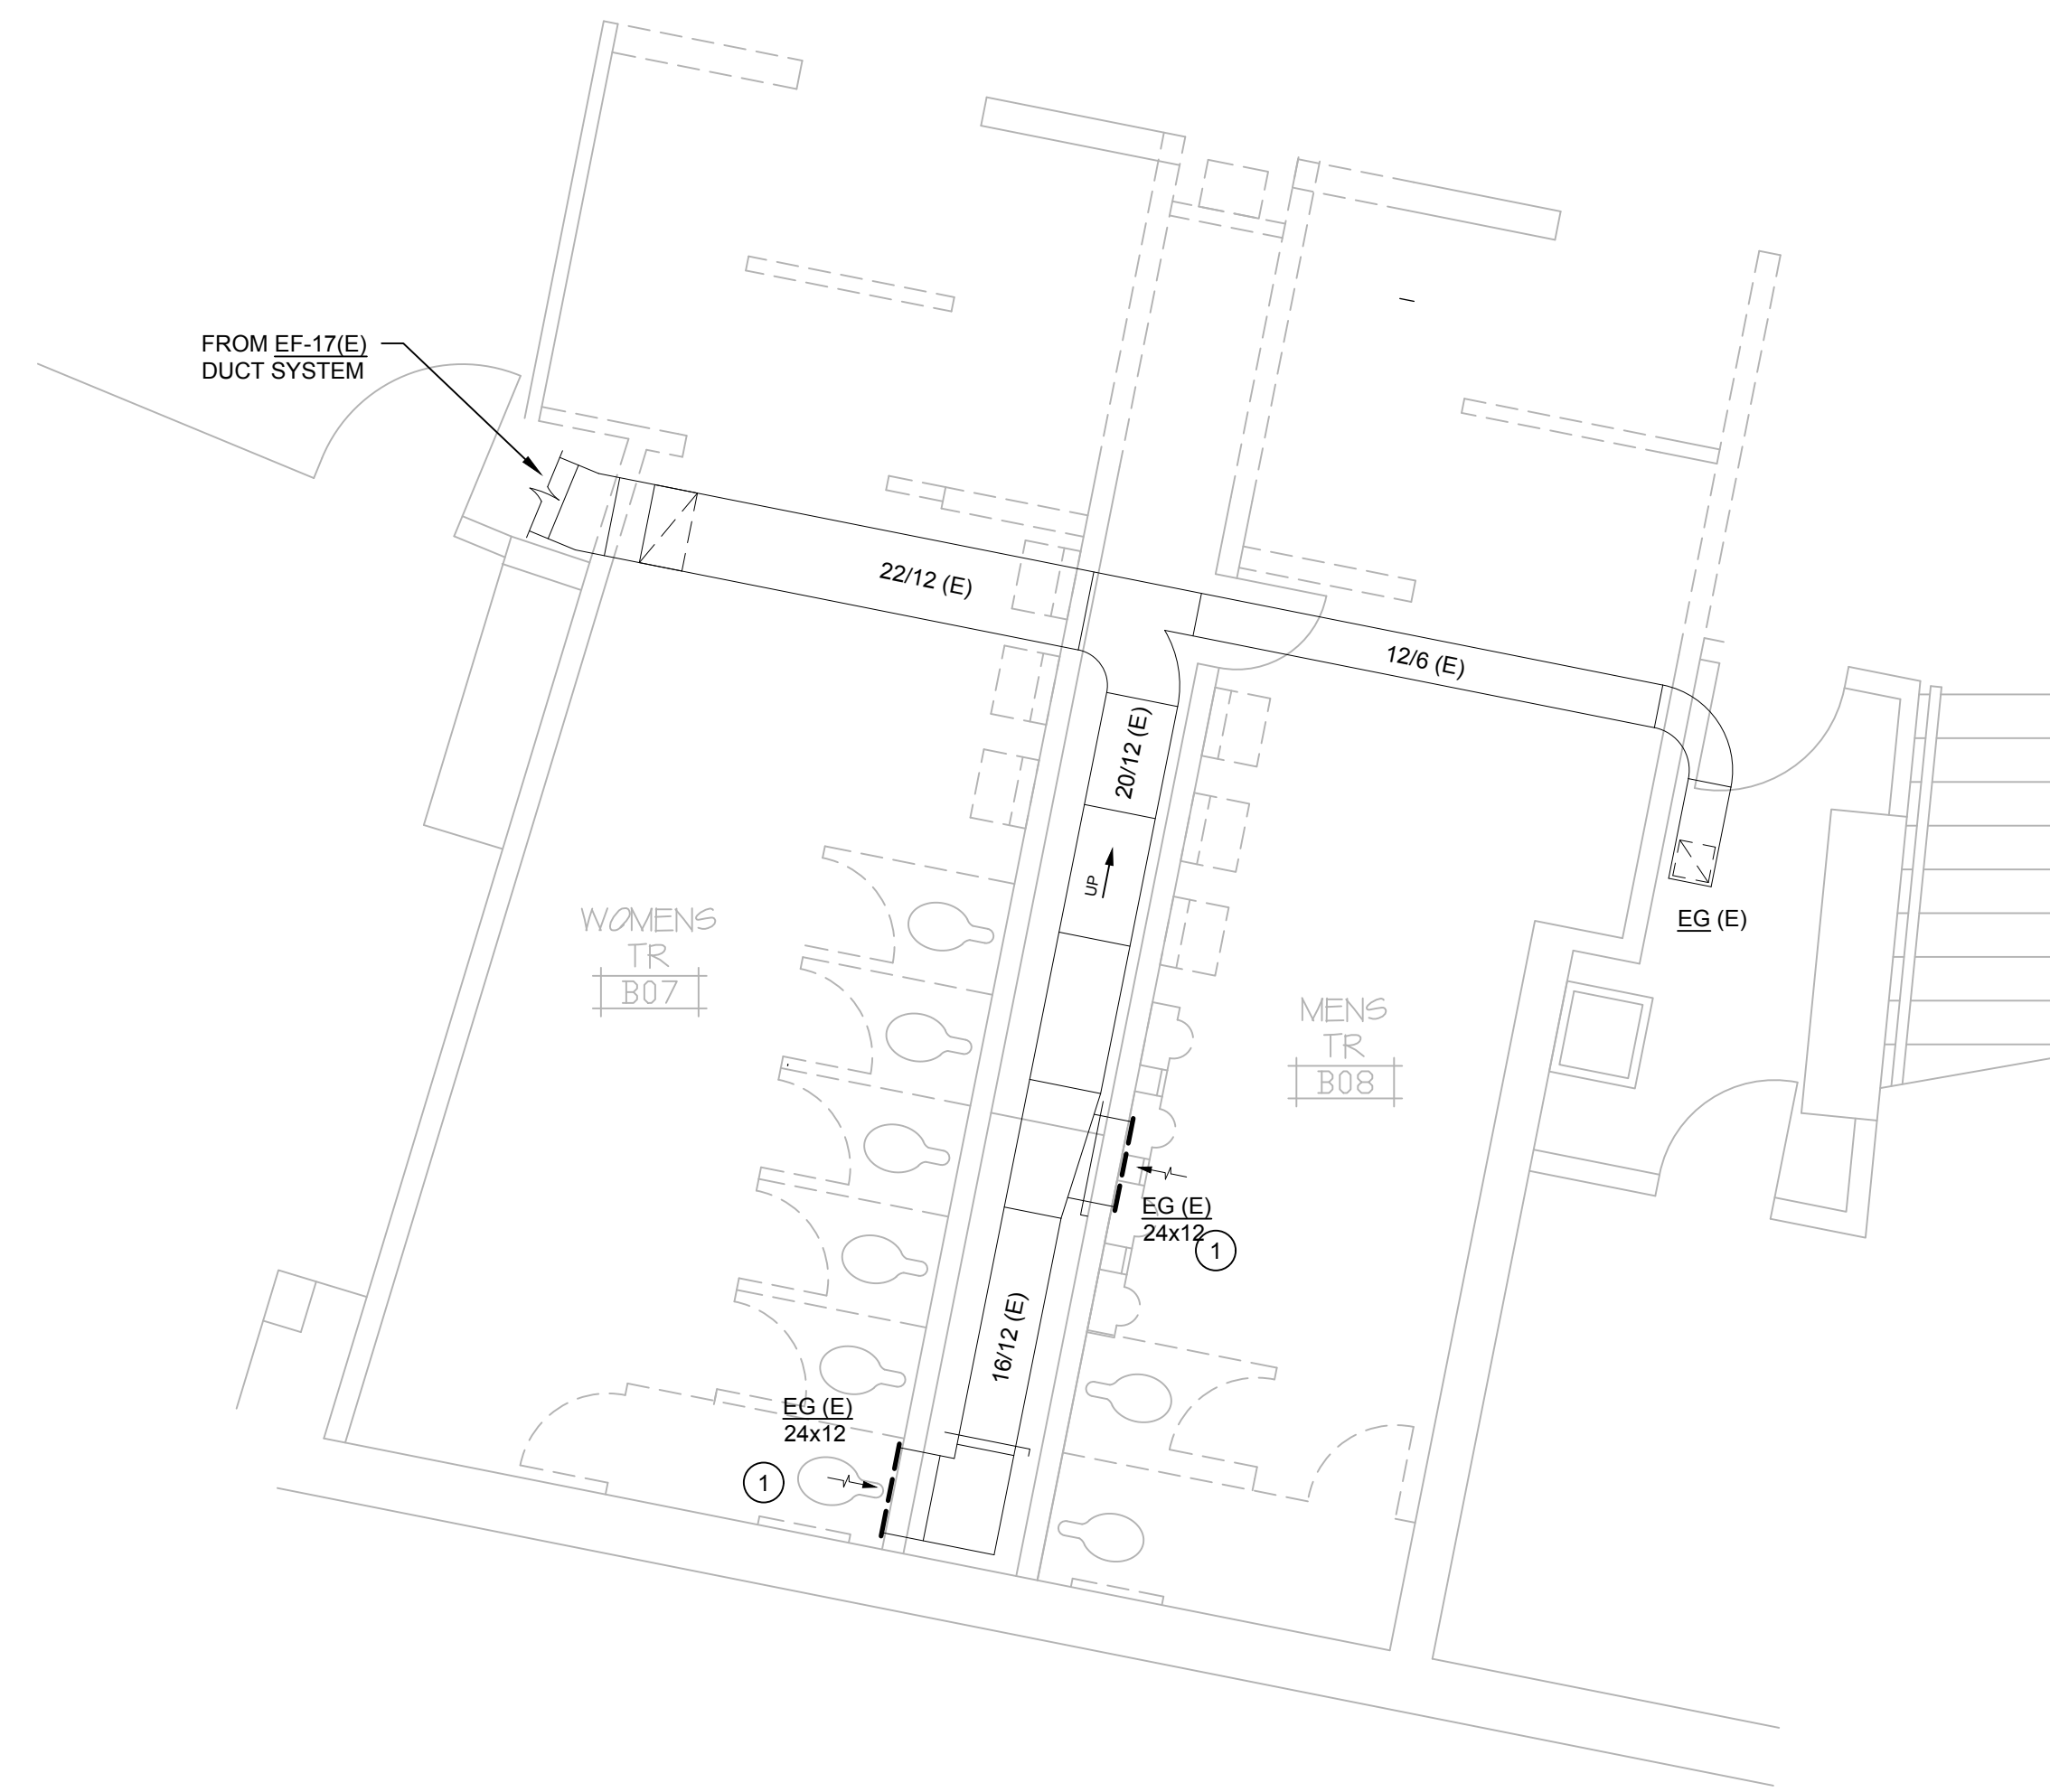 FROM EF-17(E)
DUCT SYSTEM
22/12 (E)
12/6 (E)
20/12 (E)
UP
EG (E)
WOMENS
TR
B07
MENS
TR
B08
EG (E)
24x12
1
16/12 (E)
EG (E)
24x12
1